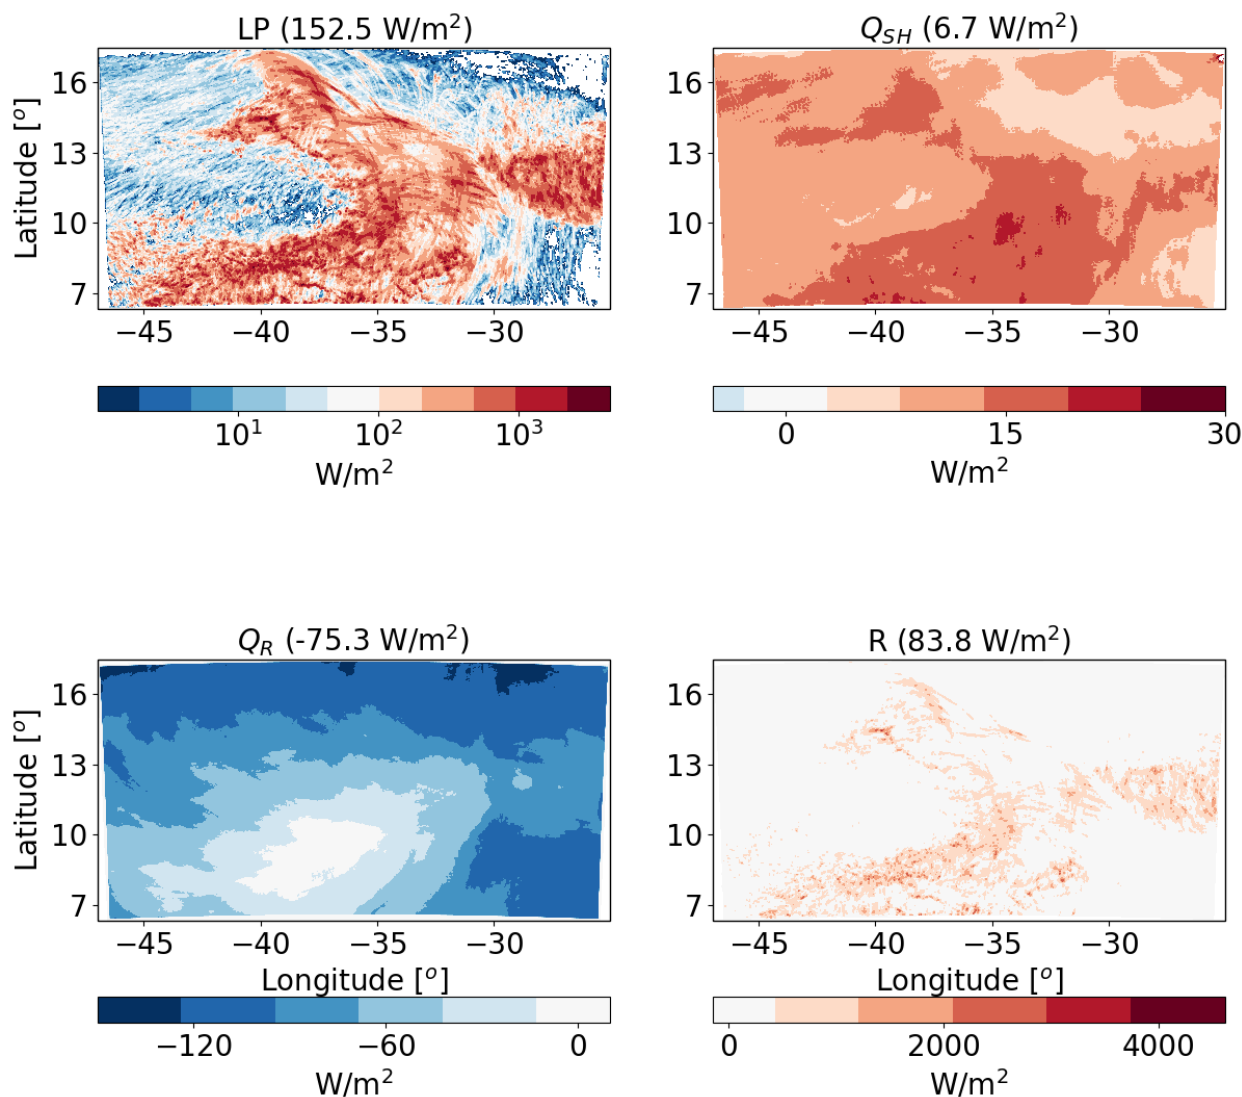 LP (152.5 W/m²)
Q_SH (6.7 W/m²)
Latitude [°]
16
13
10
7
−45 −40 −35 −30
16
13
10
7
−45 −40 −35 −30
10¹ 10² 10³
W/m²
0 15 30
W/m²
Q_R (-75.3 W/m²)
R (83.8 W/m²)
Latitude [°]
16
13
10
7
−45 −40 −35 −30
Longitude [°]
16
13
10
7
−45 −40 −35 −30
Longitude [°]
−120 −60 0
W/m²
0 2000 4000
W/m²